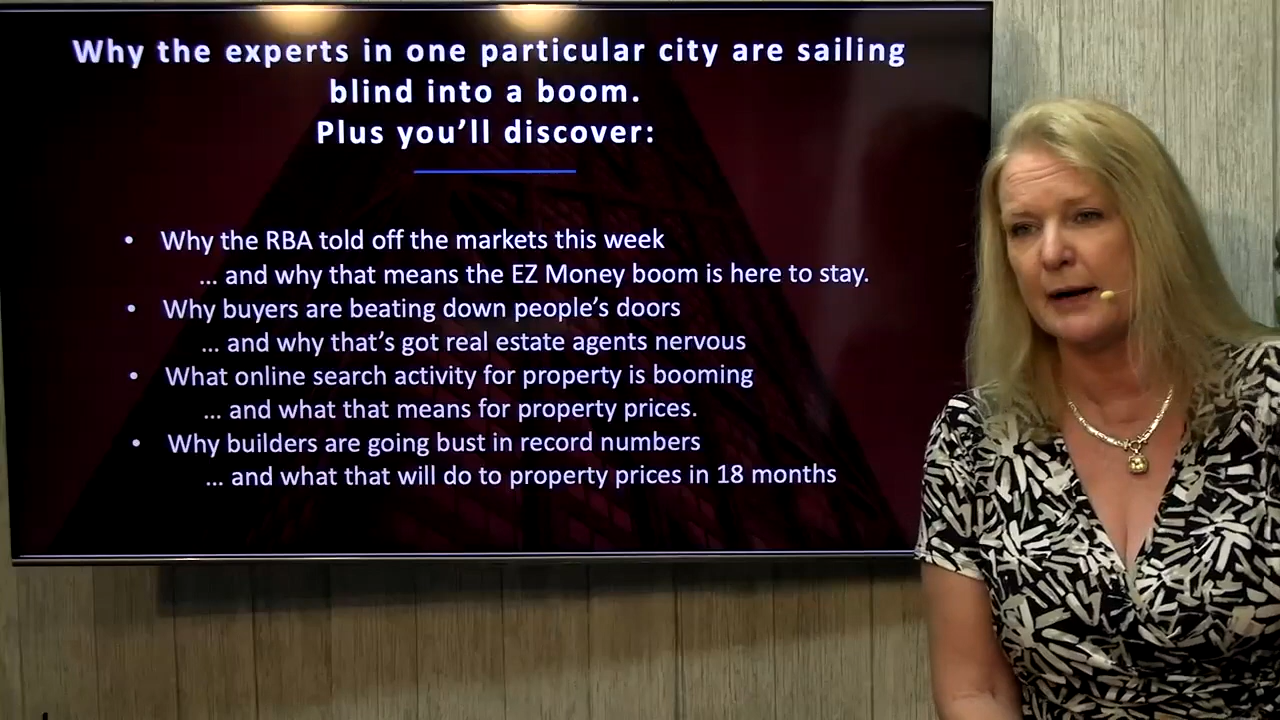 Why the experts in one particular city are sailing
blind into a boom.
Plus you’ll discover:
• Why the RBA told off the markets this week
... and why that means the EZ Money boom is here to stay.
• Why buyers are beating down people’s doors
... and why that’s got real estate agents nervous
• What online search activity for property is booming
... and what that means for property prices.
• Why builders are going bust in record numbers
... and what that will do to property prices in 18 months